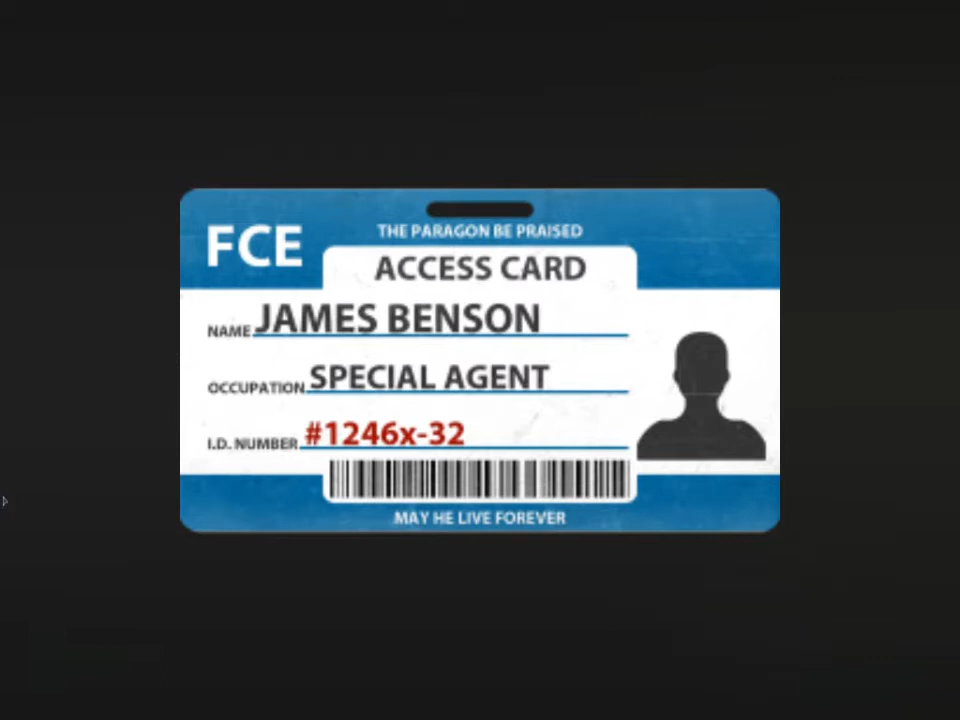 THE PARAGON BE PRAISED
FCE
ACCESS CARD
NAME JAMES BENSON
OCCUPATION SPECIAL AGENT
I.D. NUMBER #1246x-32
MAY HE LIVE FOREVER